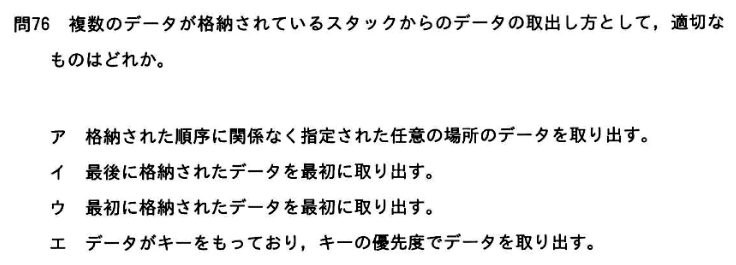 問76 複数のデータが格納されているスタックからのデータの取出し方として，適切な
ものはどれか。
ア 格納された順序に関係なく指定された任意の場所のデータを取り出す。
イ 最後に格納されたデータを最初に取り出す。
ウ 最初に格納されたデータを最初に取り出す。
エ データがキーをもっており，キーの優先度でデータを取り出す。